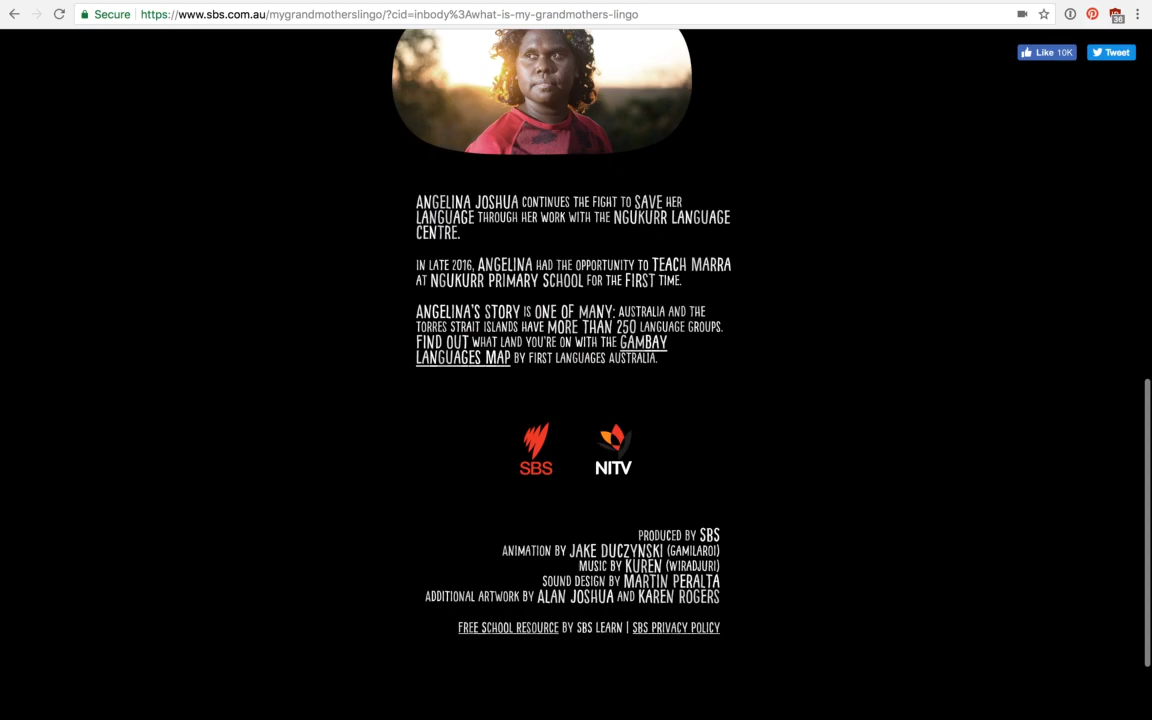 Secure
https://www.sbs.com.au/mygrandmotherslingo/?cid=inbody%3Awhat-is-my-grandmothers-lingo
36
Like 10K
Tweet
ANGELINA JOSHUA CONTINUES THE FIGHT TO SAVE HER
LANGUAGE THROUGH HER WORK WITH THE NGUKURR LANGUAGE
CENTRE.
IN LATE 2016, ANGELINA HAD THE OPPORTUNITY TO TEACH MARRA
AT NGUKURR PRIMARY SCHOOL FOR THE FIRST TIME.
ANGELINA'S STORY IS ONE OF MANY: AUSTRALIA AND THE
TORRES STRAIT ISLANDS HAVE MORE THAN 250 LANGUAGE GROUPS.
FIND OUT WHAT LAND YOU'RE ON WITH THE GAMBAY
LANGUAGES MAP BY FIRST LANGUAGES AUSTRALIA.
SBS
NITV
PRODUCED BY SBS
ANIMATION BY JAKE DUCZYNSKI (GAMILAROI)
MUSIC BY KUREN (WIRADJURI)
SOUND DESIGN BY MARTIN PERALTA
ADDITIONAL ARTWORK BY ALAN JOSHUA AND KAREN ROGERS
FREE SCHOOL RESOURCE BY SBS LEARN | SBS PRIVACY POLICY